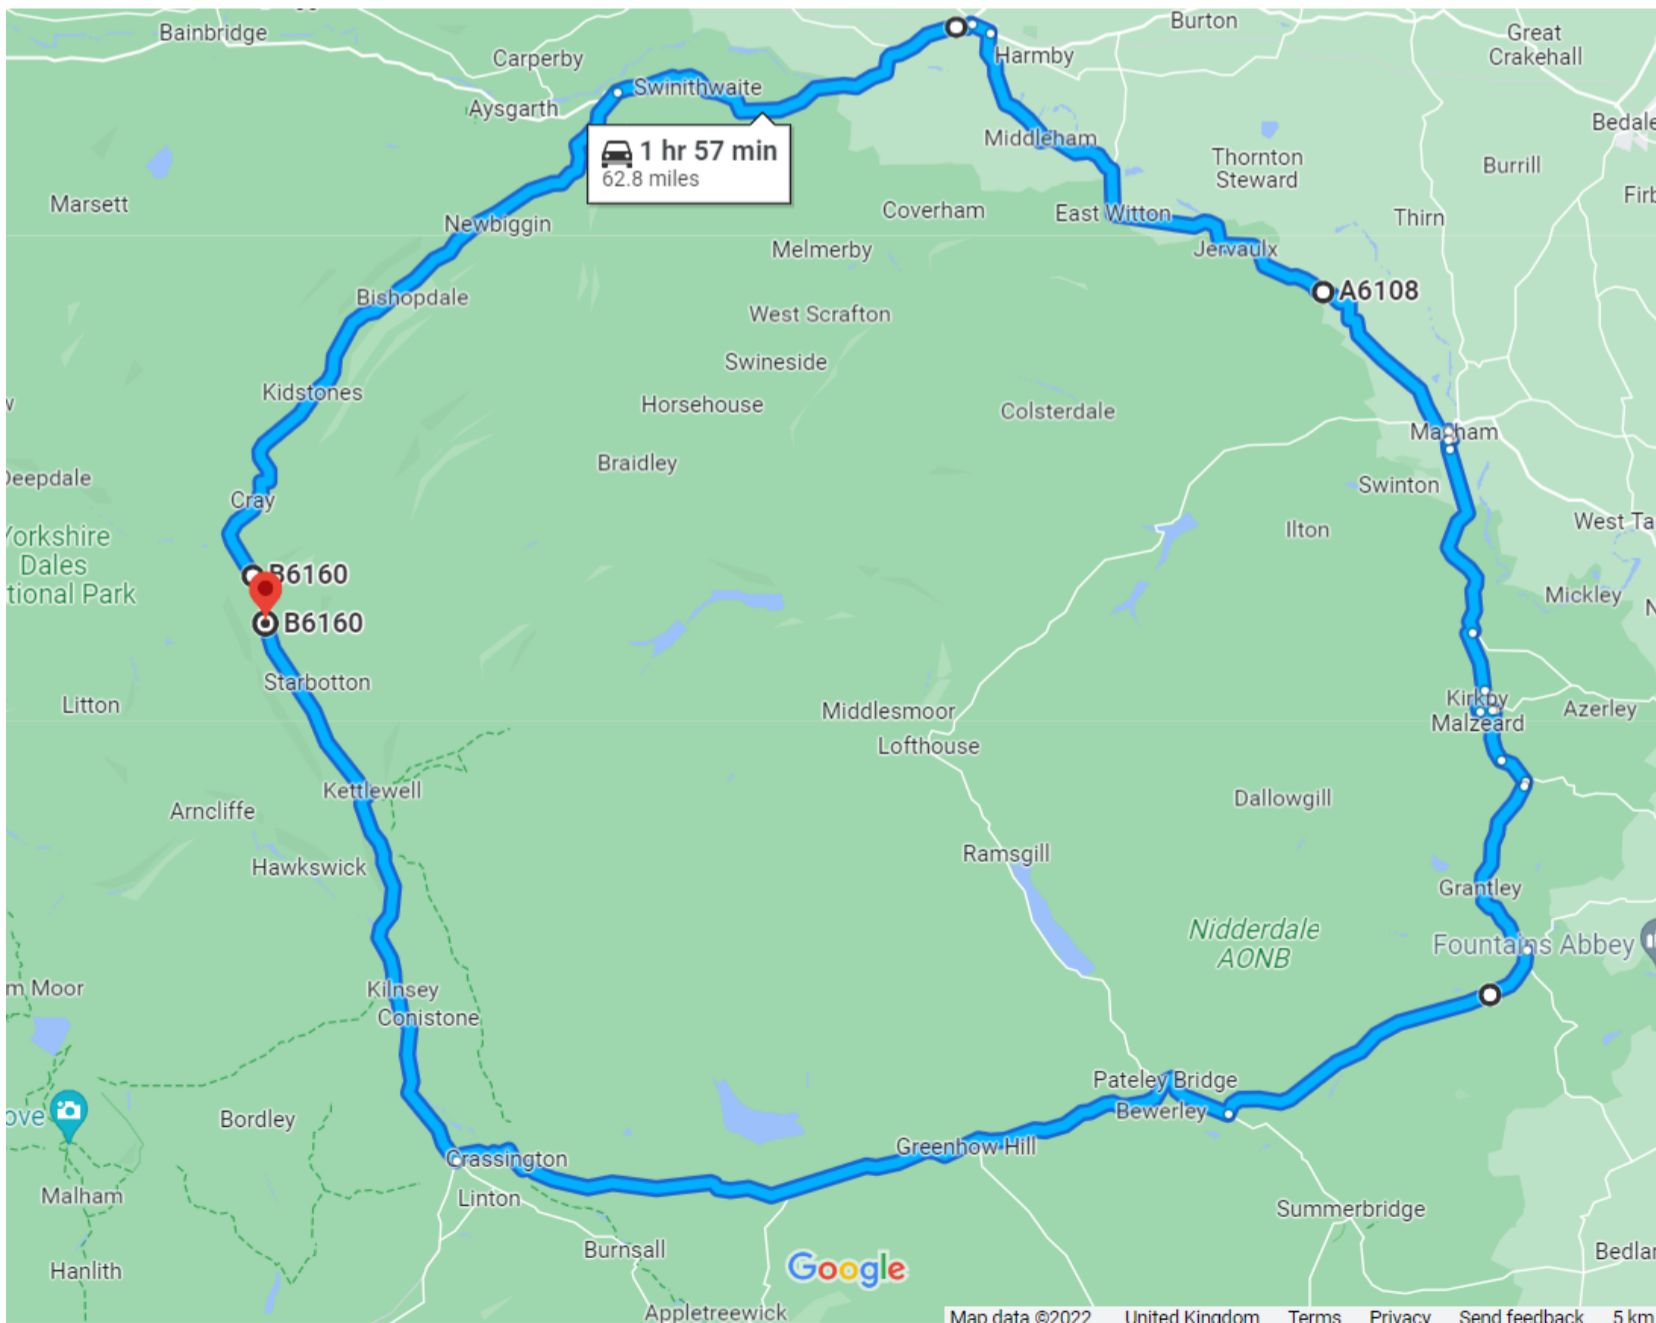 Bainbridge
Burton
Great
Crakehall
Carperby
Harmby
Swinithwaite
Aysgarth
Bedale
Middleham
1 hr 57 min
62.8 miles
Thornton
Steward
Burrill
Marsett
Firb
Newbiggin
Coverham
East Witton
Thirn
Melmerby
Jervaulx
A6108
Bishopdale
West Scrafton
Swineside
Kidstones
Horsehouse
Colsterdale
w
Masham
Braidley
Deepdale
Swinton
Cray
Yorkshire
Dales
tional Park
Ilton
West Ta
B6160
Mickley
N
B6160
Starbotton
Litton
Middlesmoor
Kirkby
Malzeard
Azerley
Lofthouse
Kettlewell
Arncliffe
Dallowgill
Hawkswick
Ramsgill
Grantley
Nidderdale
AONB
Fountains Abbey
m Moor
Kilnsey
Conistone
Pateley Bridge
Bewerley
ove
Bordley
Greenhow Hill
Grassington
Malham
Linton
Summerbridge
Burnsall
Bedlar
Hanlith
Google
Appletreewick
Map data ©2022 United Kingdom Terms Privacy Send feedback 5 km